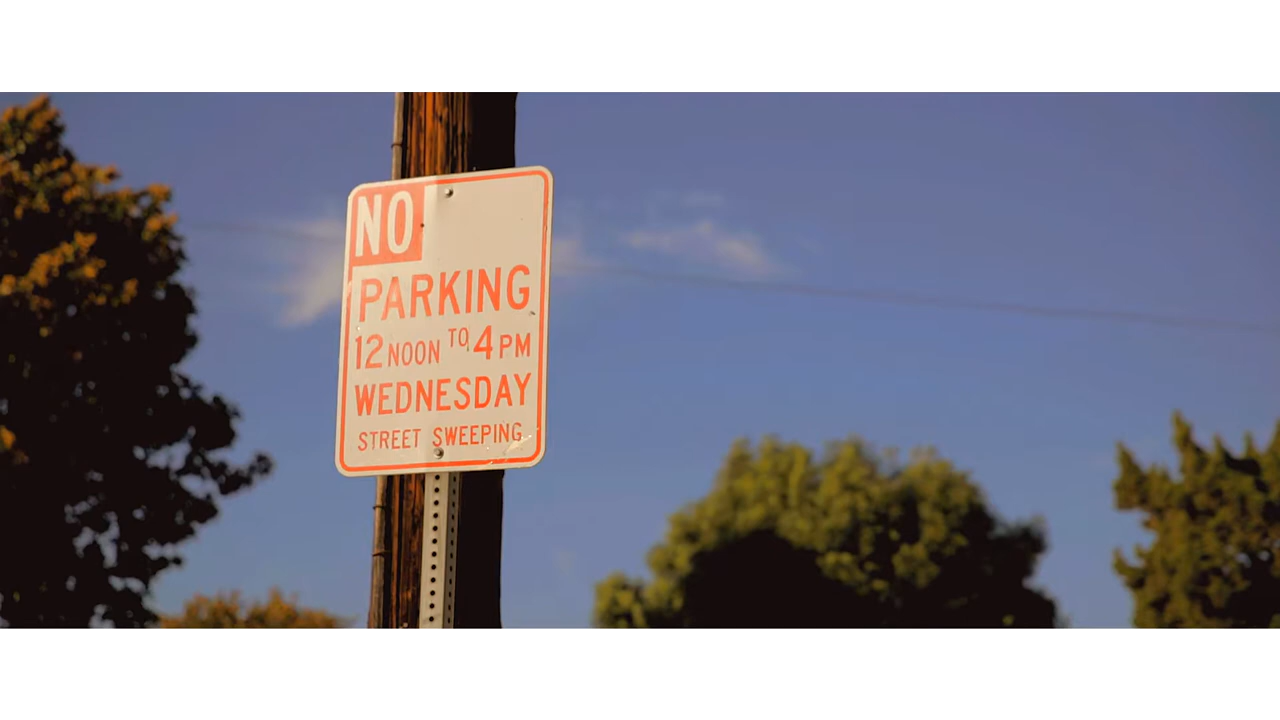 NO
PARKING
12 NOON TO 4 PM
WEDNESDAY
STREET SWEEPING